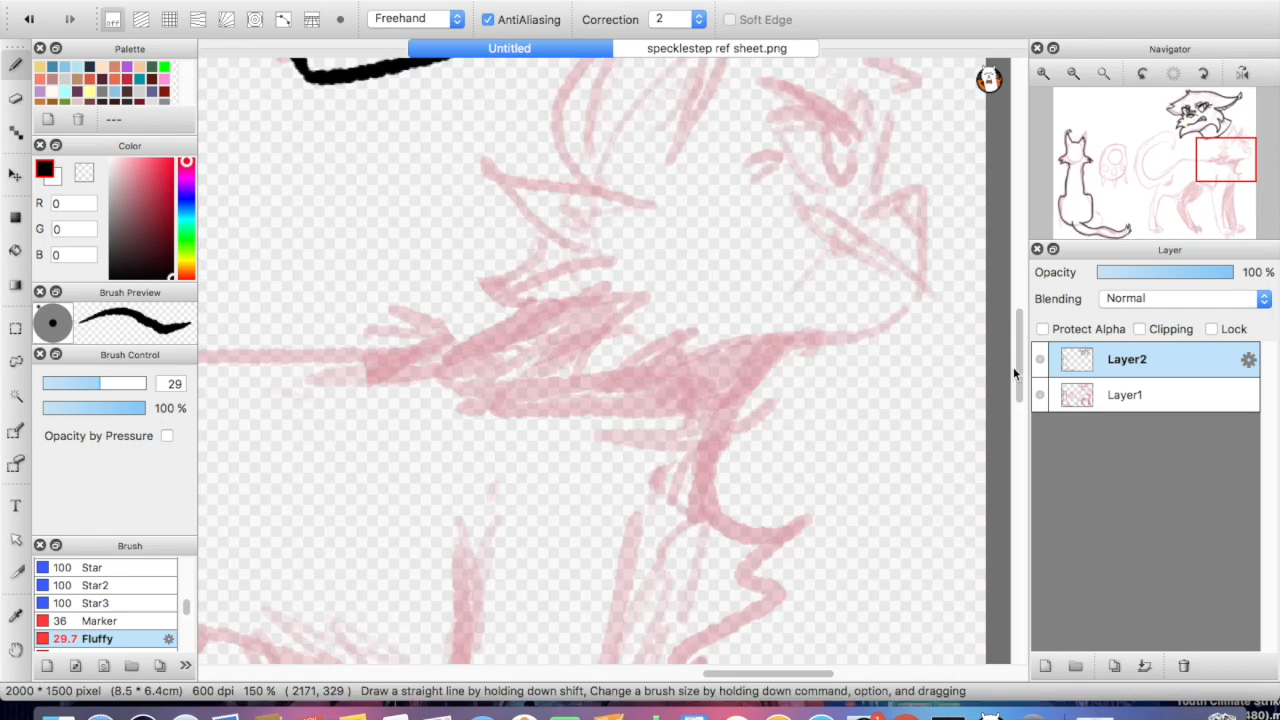 off
Freehand
AntiAliasing
Correction
2
Soft Edge
Palette
Untitled
specklestep ref sheet.png
Navigator
---
Color
R 0
G 0
B 0
Brush Preview
Brush Control
29
100 %
Opacity by Pressure
Brush
100 Star
100 Star2
100 Star3
36 Marker
29.7 Fluffy
Layer
Opacity 100 %
Blending Normal
Protect Alpha Clipping Lock
Layer2
Layer1
2000 * 1500 pixel (8.5 * 6.4cm) 600 dpi 150 % ( 2171, 329 ) Draw a straight line by holding down shift, Change a brush size by holding down command, option, and dragging